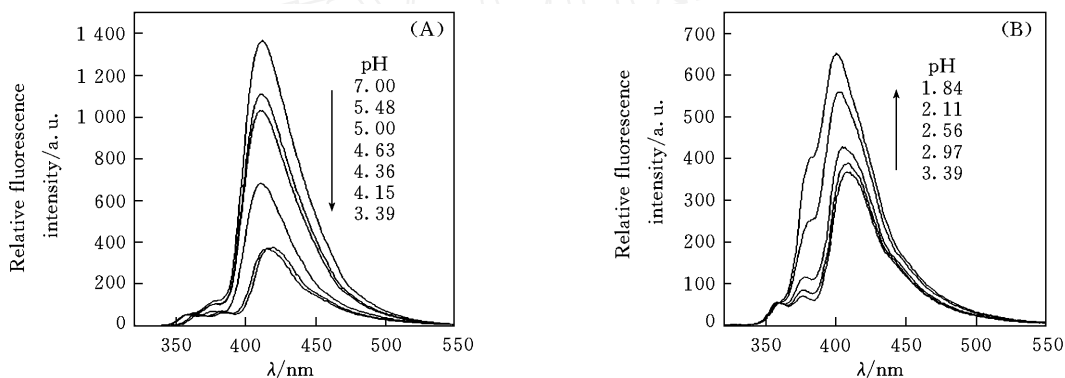 (A)
1 400
1 200
1 000
800
600
400
200
0
Relative fluorescence
intensity/a. u.
pH
7. 00
5. 48
5. 00
4. 63
4. 36
4. 15
3. 39
350 400 450 500 550
λ/nm
(B)
700
600
500
400
300
200
100
0
Relative fluorescence
intensity/a. u.
pH
1. 84
2. 11
2. 56
2. 97
3. 39
350 400 450 500 550
λ/nm